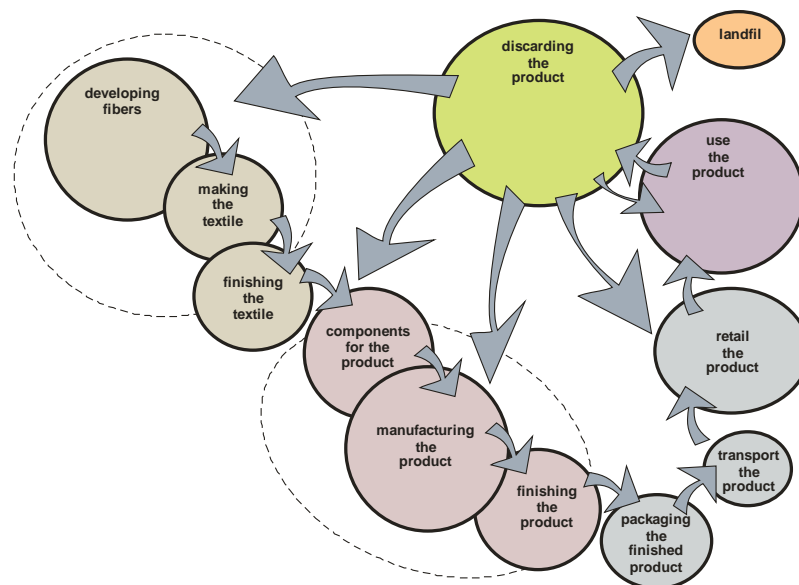 landfil
discarding
the
product
developing
fibers
use
the
product
making
the
textile
finishing
the
textile
components
for the
product
retail
the
product
manufacturing
the
product
transport
the
product
finishing
the
product
packaging
the
finished
product